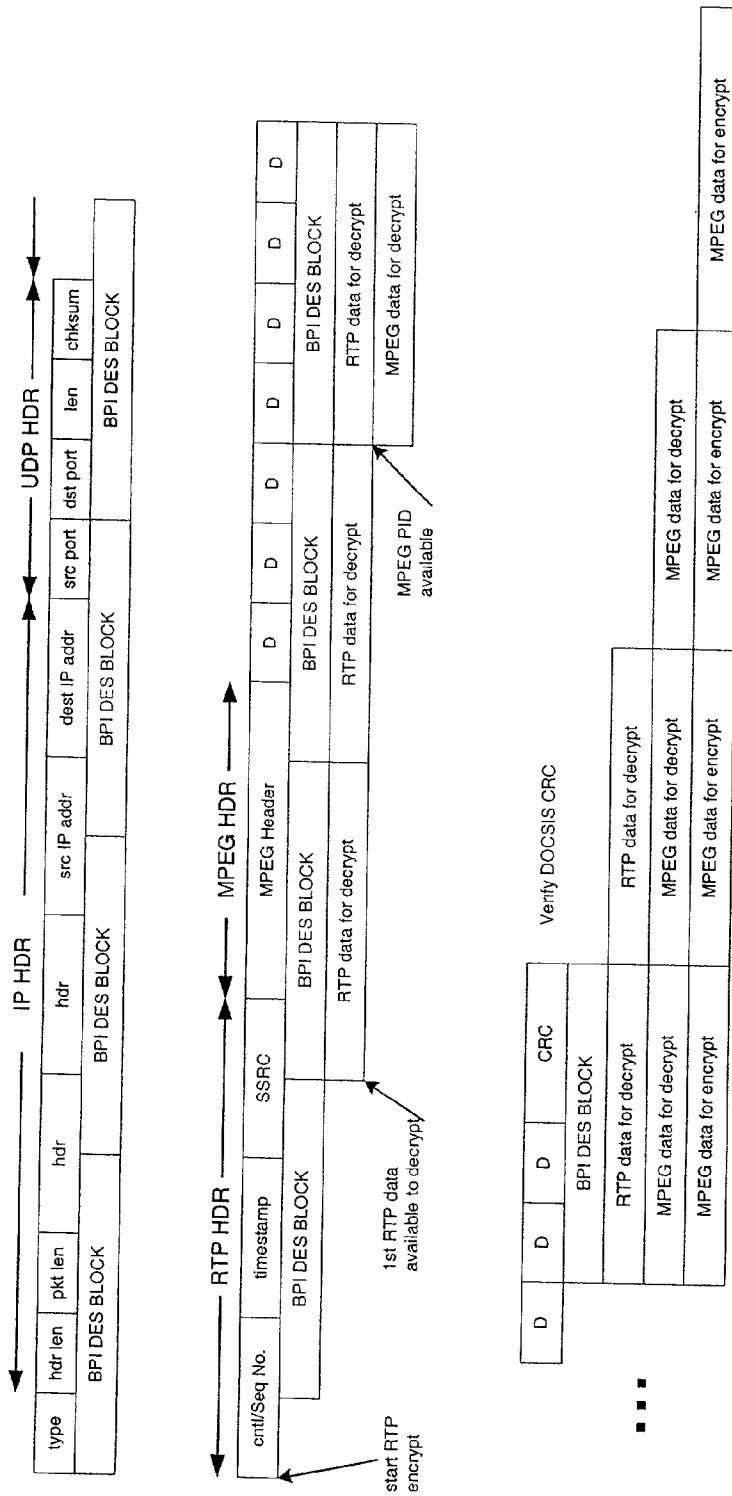 IP HDR
UDP HDR
type
hdr len
pkt len
hdr
hdr
src IP addr
dest IP addr
src port
dst port
len
chksum
BPI DES BLOCK
BPI DES BLOCK
BPI DES BLOCK
BPI DES BLOCK
BPI DES BLOCK
RTP HDR
MPEG HDR
cntl/Seq No.
timestamp
SSRC
MPEG Header
D
D
D
D
D
D
D
BPI DES BLOCK
BPI DES BLOCK
BPI DES BLOCK
BPI DES BLOCK
RTP data for decrypt
RTP data for decrypt
RTP data for decrypt
MPEG data for decrypt
start RTP
encrypt
1st RTP data
available to decrypt
MPEG PID
available
D
D
D
CRC
Verify DOCSIS CRC
BPI DES BLOCK
RTP data for decrypt
RTP data for decrypt
MPEG data for decrypt
MPEG data for decrypt
MPEG data for decrypt
MPEG data for encrypt
MPEG data for encrypt
MPEG data for encrypt
MPEG data for encrypt